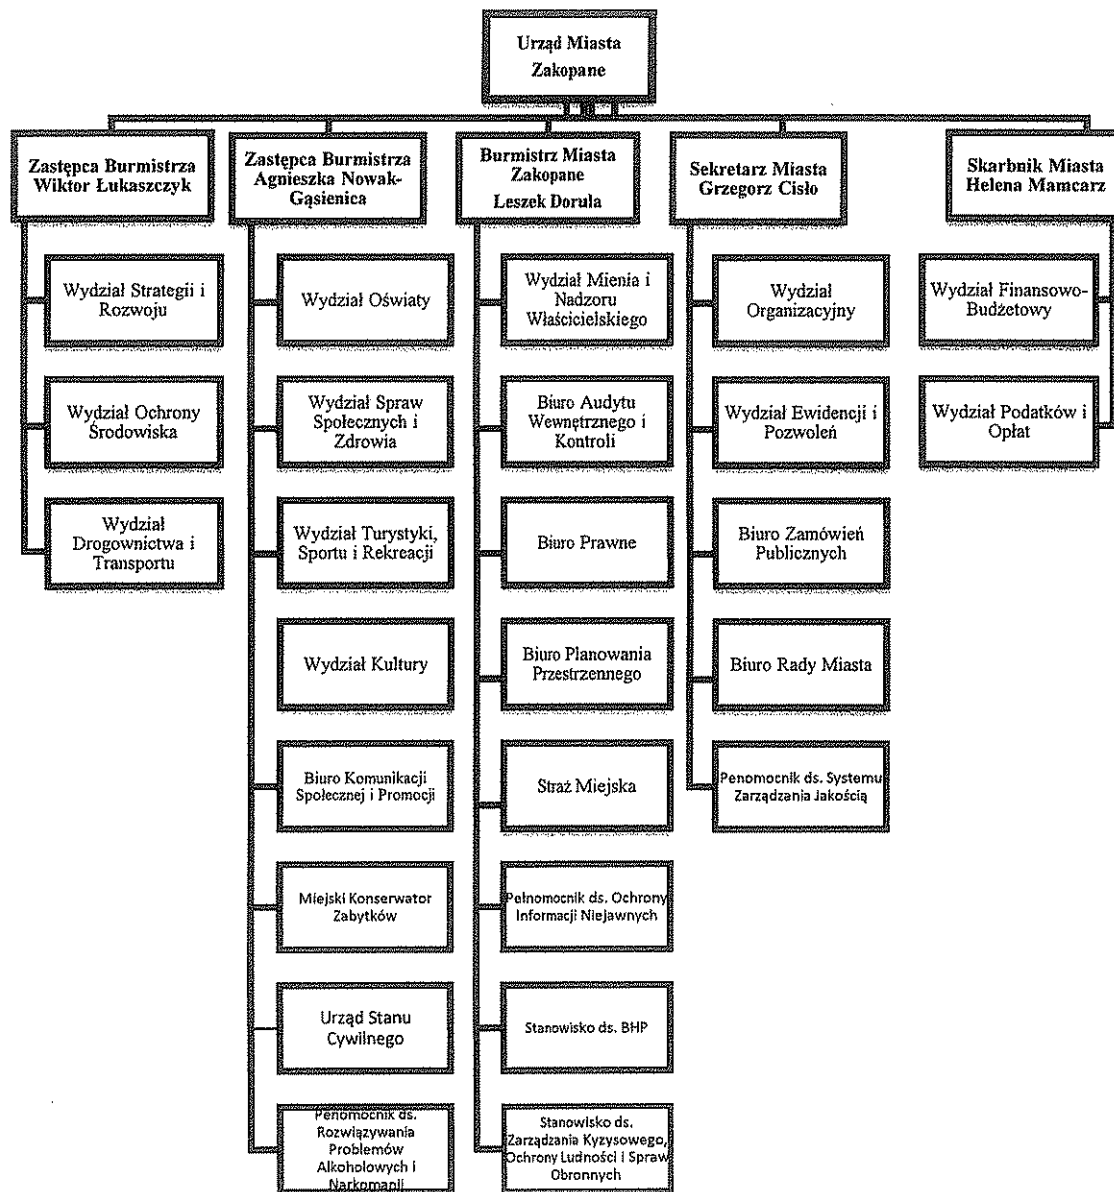 Urząd Miasta
Zakopane
Zastępca Burmistrza
Wiktor Łukaszczyk
Zastępca Burmistrza
Agnieszka Nowak-
Gąsienica
Burmistrz Miasta
Zakopane
Leszek Dorula
Sekretarz Miasta
Grzegorz Cisło
Skarbnik Miasta
Helena Mamcarz
Wydział Strategii i
Rozwoju
Wydział Ochrony
Środowiska
Wydział
Drogownictwa i
Transportu
Wydział Oświaty
Wydział Spraw
Społecznych i
Zdrowia
Wydział Turystyki,
Sportu i Rekreacji
Wydział Kultury
Biuro Komunikacji
Społecznej i Promocji
Miejski Konserwator
Zabytków
Urząd Stanu
Cywilnego
Penomocnik ds.
Rozwiązywania
Problemów
Alkoholowych i
Narkomanii
Wydział Mienia i
Nadzoru
Właścicielskiego
Biuro Audytu
Wewnętrznego i
Kontroli
Biuro Prawne
Biuro Planowania
Przestrzennego
Straż Miejska
Pełnomocnik ds. Ochrony
Informacji Niejawnych
Stanowisko ds. BHP
Stanowisko ds.
Zarządzania Kyzysowego,
Ochrony Ludności i Spraw
Obronnych
Wydział
Organizacyjny
Wydział Ewidencji i
Pozwoleń
Biuro Zamówień
Publicznych
Biuro Rady Miasta
Penomocnik ds. Systemu
Zarządzania Jakością
Wydział Finansowo-
Budżetowy
Wydział Podatków i
Opłat